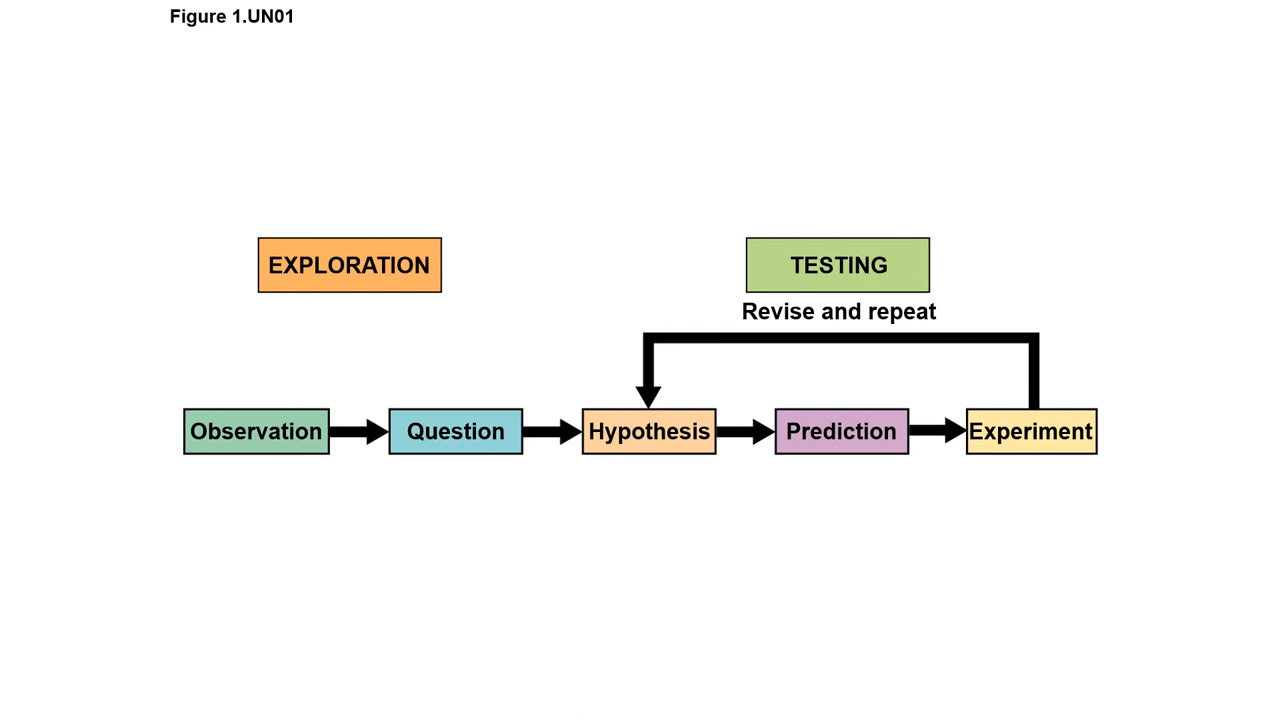 Figure 1.UN01
EXPLORATION
TESTING
Revise and repeat
Observation
Question
Hypothesis
Prediction
Experiment